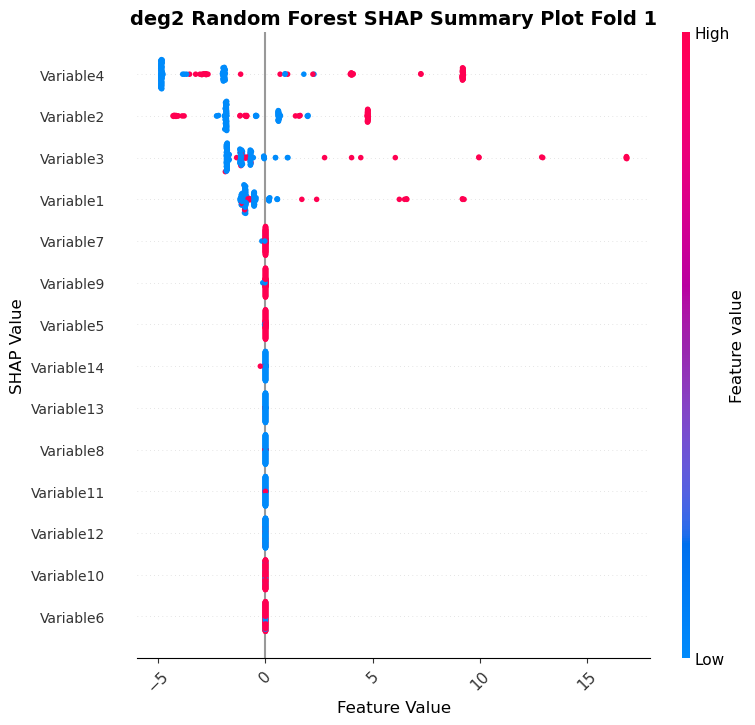 deg2 Random Forest SHAP Summary Plot Fold 1
High
Variable4
Variable2
Variable3
Variable1
Variable7
Variable9
Variable5
Variable14
Variable13
Variable8
Variable11
Variable12
Variable10
Variable6
SHAP Value
Feature value
Low
−5
0
5
10
15
Feature Value